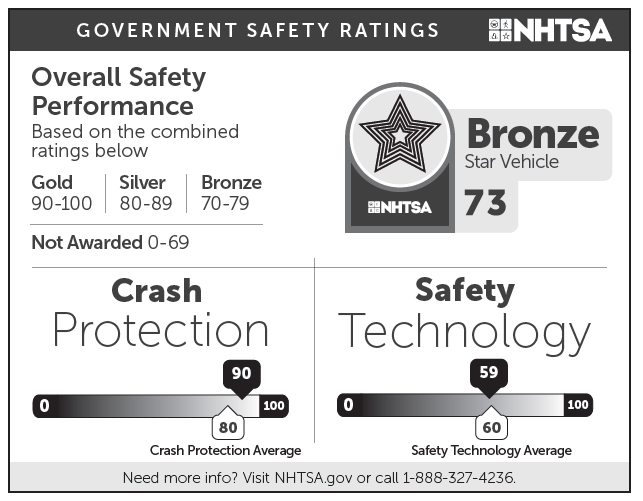 GOVERNMENT SAFETY RATINGS
NHTSA
Overall Safety
Performance
Based on the combined
ratings below
Gold
90-100
Silver
80-89
Bronze
70-79
Not Awarded 0-69
NHTSA
Bronze
Star Vehicle
73
Crash
Protection
90
0
100
80
Crash Protection Average
Safety
Technology
59
0
100
60
Safety Technology Average
Need more info? Visit NHTSA.gov or call 1-888-327-4236.